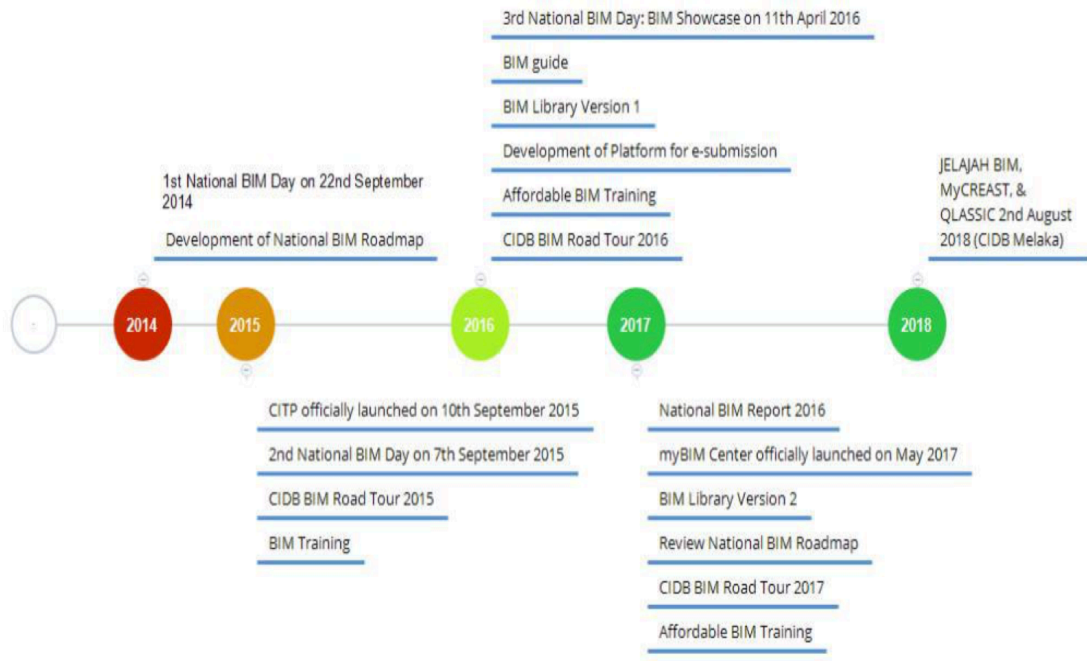 3rd National BIM Day: BIM Showcase on 11th April 2016
BIM guide
BIM Library Version 1
Development of Platform for e-submission
Affordable BIM Training
CIDB BIM Road Tour 2016
1st National BIM Day on 22nd September
2014
Development of National BIM Roadmap
JELAJAH BIM,
MyCREAST, &
QLASSIC 2nd August
2018 (CIDB Melaka)
2014
2015
2016
2017
2018
CITP officially launched on 10th September 2015
2nd National BIM Day on 7th September 2015
CIDB BIM Road Tour 2015
BIM Training
National BIM Report 2016
myBIM Center officially launched on May 2017
BIM Library Version 2
Review National BIM Roadmap
CIDB BIM Road Tour 2017
Affordable BIM Training